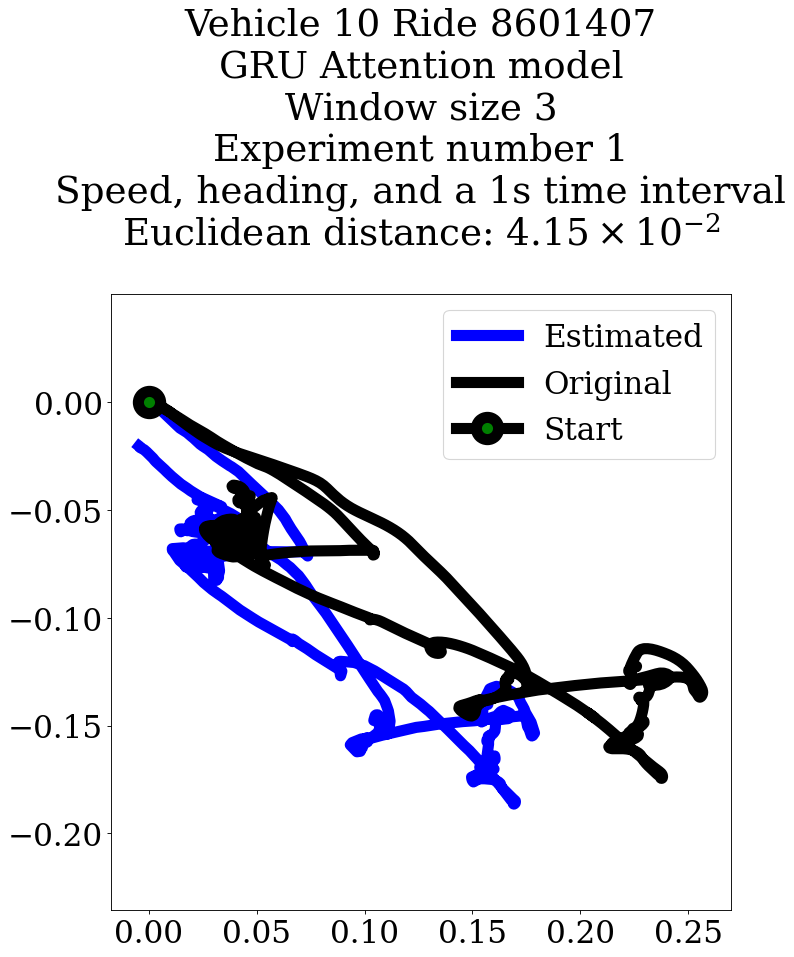 Vehicle 10 Ride 8601407
GRU Attention model
Window size 3
Experiment number 1
Speed, heading, and a 1s time interval
Euclidean distance: 4.15 × 10⁻²
Estimated
Original
Start
0.00
−0.05
−0.10
−0.15
−0.20
0.00 0.05 0.10 0.15 0.20 0.25